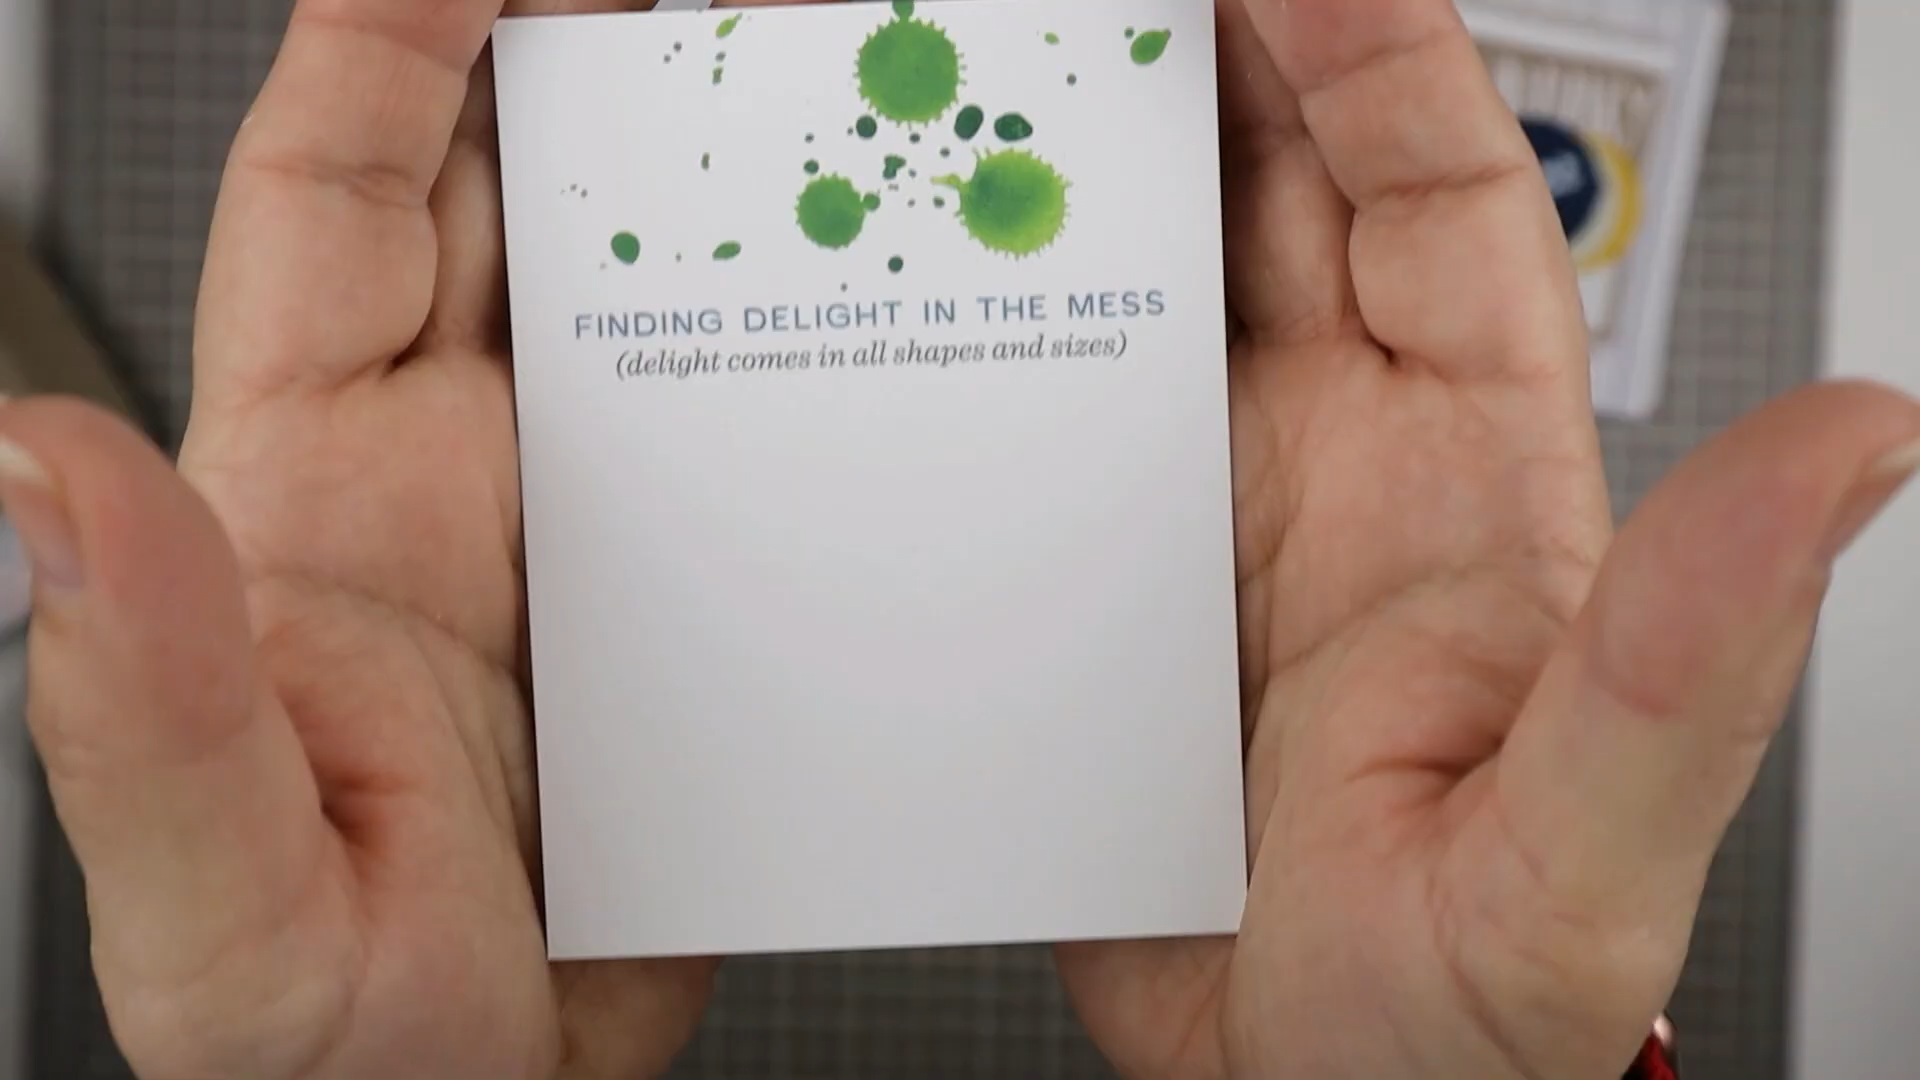 FINDING DELIGHT IN THE MESS
(delight comes in all shapes and sizes)